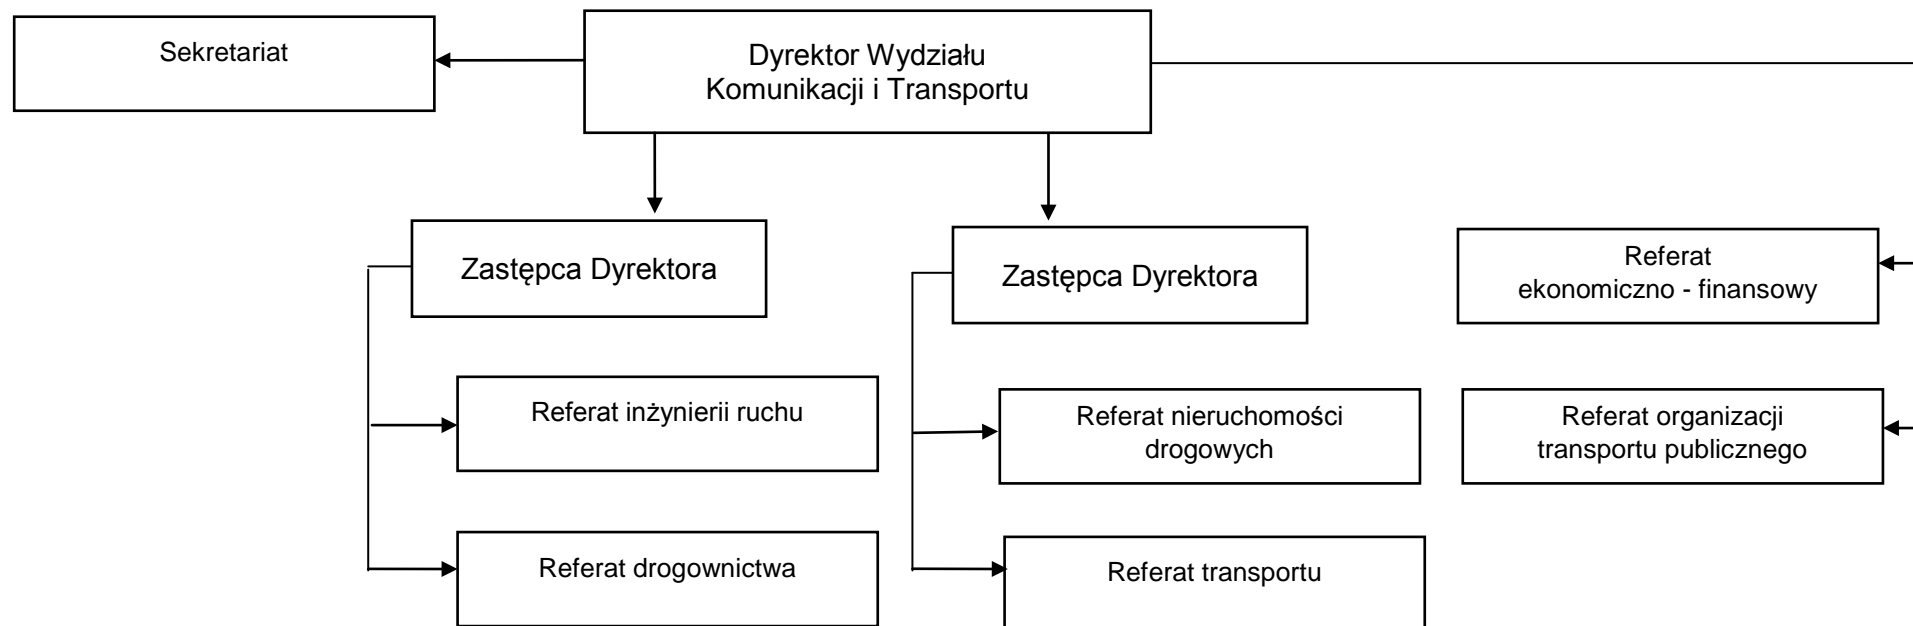 Sekretariat
Dyrektor Wydziału
Komunikacji i Transportu
Zastępca Dyrektora
Zastępca Dyrektora
Referat
ekonomiczno - finansowy
Referat inżynierii ruchu
Referat nieruchomości
drogowych
Referat organizacji
transportu publicznego
Referat drogownictwa
Referat transportu